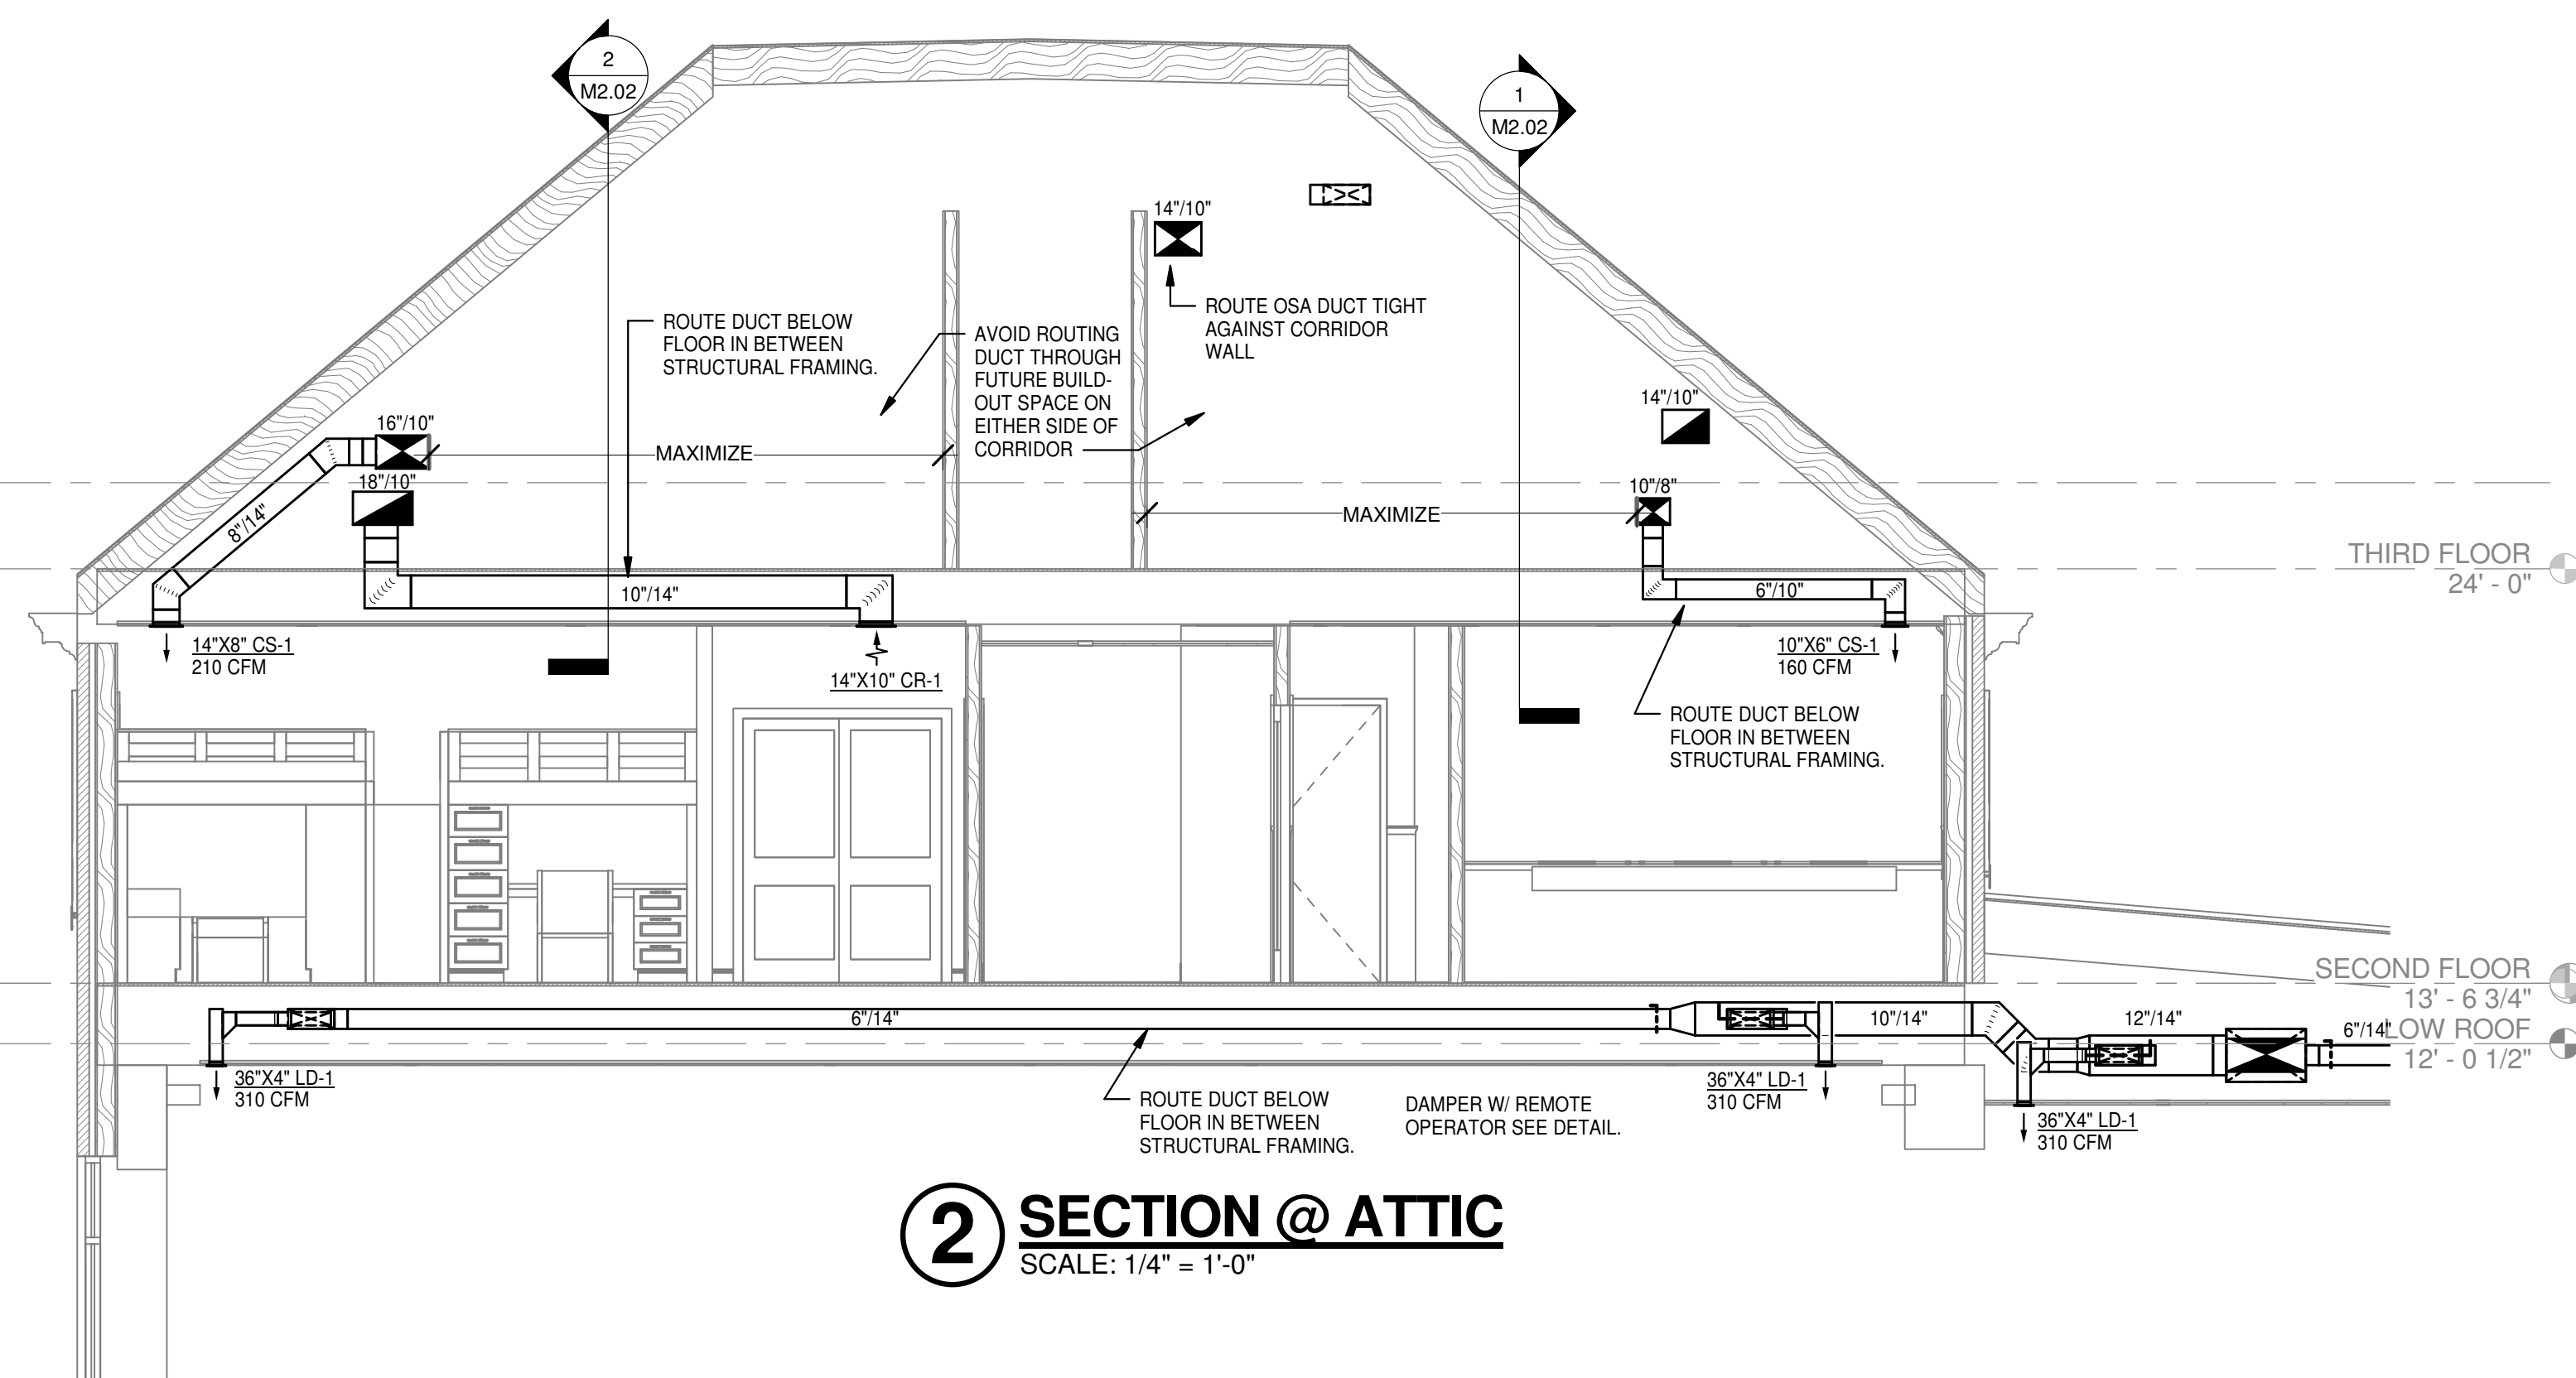 2
M2.02
1
M2.02
14"/10"
ROUTE OSA DUCT TIGHT
AGAINST CORRIDOR
WALL
ROUTE DUCT BELOW
FLOOR IN BETWEEN
STRUCTURAL FRAMING.
AVOID ROUTING
DUCT THROUGH
FUTURE BUILD-
OUT SPACE ON
EITHER SIDE OF
CORRIDOR
16"/10"
MAXIMIZE
14"/10"
18"/10"
8"/14"
10"/8"
MAXIMIZE
THIRD FLOOR
24' - 0"
10"/14"
6"/10"
14"X8" CS-1
210 CFM
14"X10" CR-1
10"X6" CS-1
160 CFM
ROUTE DUCT BELOW
FLOOR IN BETWEEN
STRUCTURAL FRAMING.
SECOND FLOOR
13' - 6 3/4"
6"/14"
10"/14"
12"/14"
6"/14"
LOW ROOF
12' - 0 1/2"
36"X4" LD-1
310 CFM
ROUTE DUCT BELOW
FLOOR IN BETWEEN
STRUCTURAL FRAMING.
DAMPER W/ REMOTE
OPERATOR SEE DETAIL.
36"X4" LD-1
310 CFM
36"X4" LD-1
310 CFM
2
SECTION @ ATTIC
SCALE: 1/4" = 1'-0"